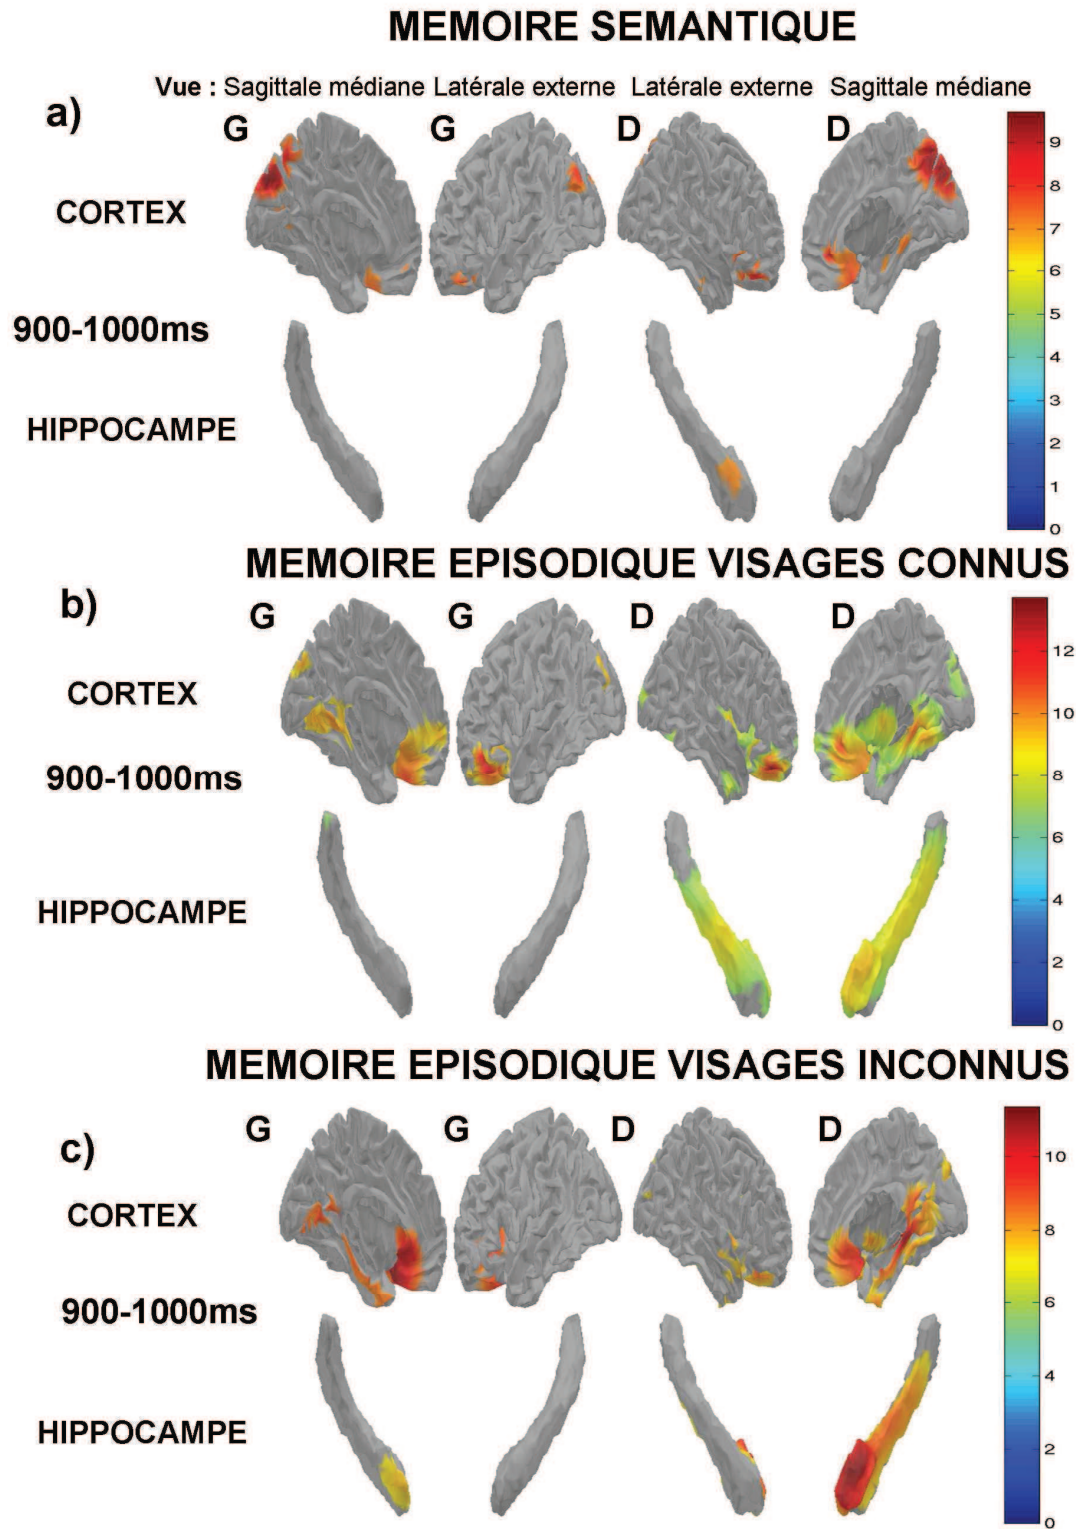 MEMOIRE SEMANTIQUE
Vue : Sagittale médiane Latérale externe Latérale externe Sagittale médiane
a)
G G D D
CORTEX
900-1000ms
HIPPOCAMPE
9
8
7
6
5
4
3
2
1
0
MEMOIRE EPISODIQUE VISAGES CONNUS
b)
G G D D
CORTEX
900-1000ms
HIPPOCAMPE
12
10
8
6
4
2
0
MEMOIRE EPISODIQUE VISAGES INCONNUS
c)
G G D D
CORTEX
900-1000ms
HIPPOCAMPE
10
8
6
4
2
0